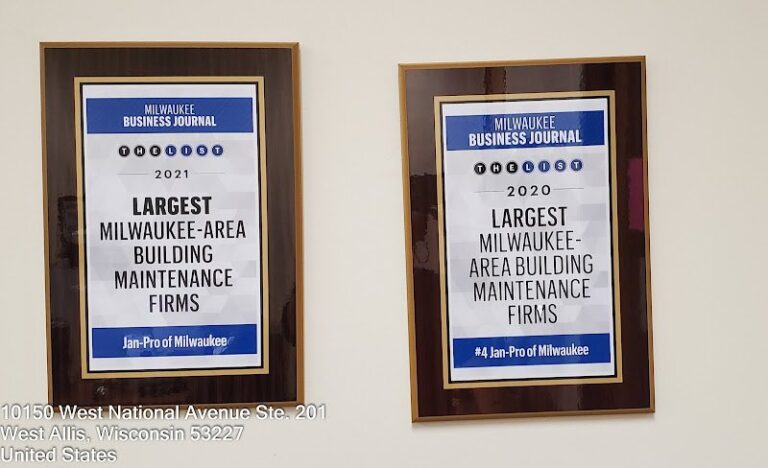 MILWAUKEE
BUSINESS JOURNAL
THE LIST
2021
LARGEST
MILWAUKEE-AREA
BUILDING
MAINTENANCE
FIRMS
Jan-Pro of Milwaukee
MILWAUKEE
BUSINESS JOURNAL
THE LIST
2020
LARGEST
MILWAUKEE-
AREA BUILDING
MAINTENANCE
FIRMS
#4 Jan-Pro of Milwaukee
10150 West National Avenue Ste. 201
West Allis, Wisconsin 53227
United States